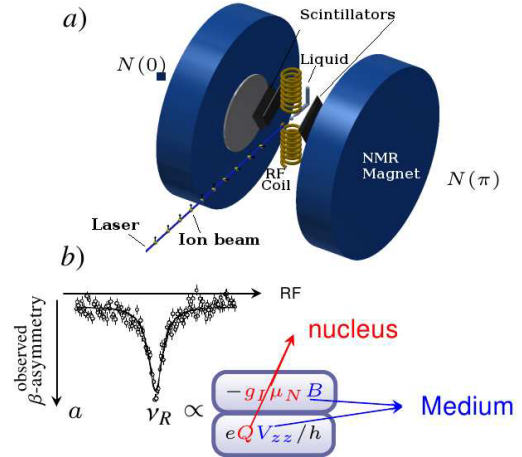 a)
Scintillators
N(0)
Liquid
RF
Coil
NMR
Magnet
N(π)
Laser
Ion beam
b)
RF
observed
β-asymmetry
nucleus
a
ν_R ∝ −g_I μ_N B
eQV_zz/h
Medium